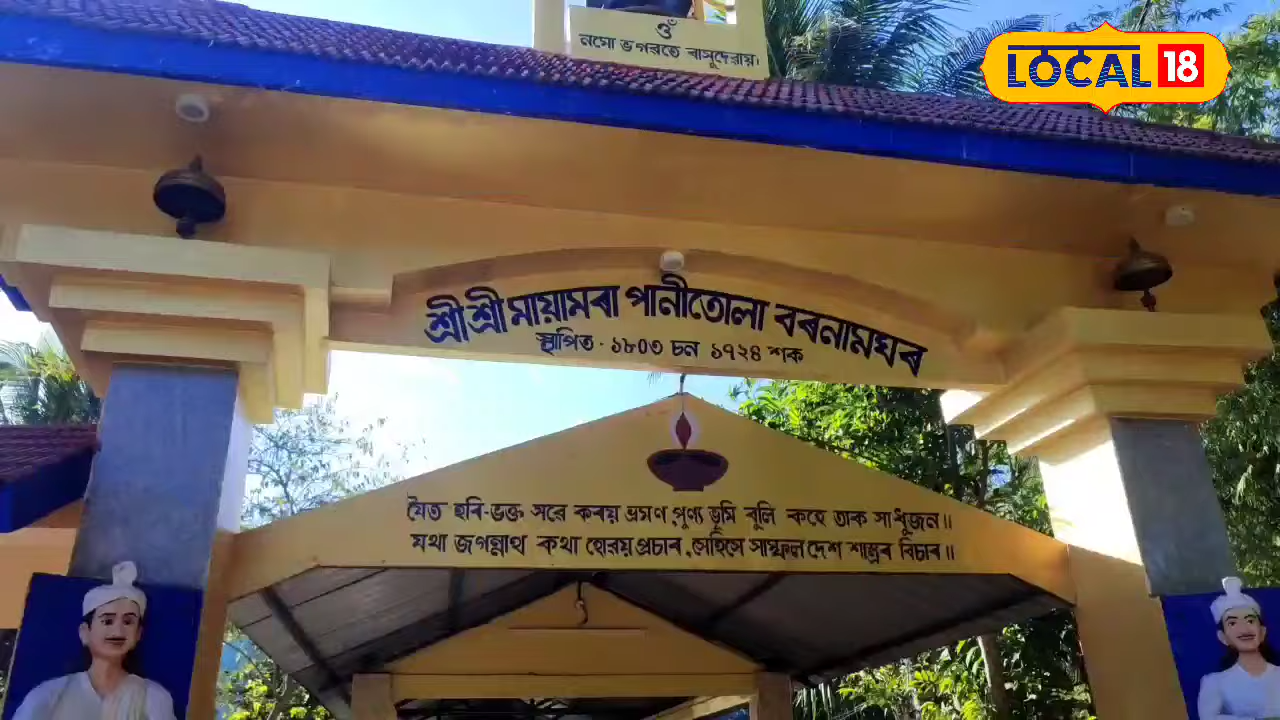 ওঁ
নমো ভগৱতে বাসুদেৱায়।
LOCAL 18
শ্রীশ্রী মায়ামৰা পানীতোলা বৰনামঘৰ
স্থাপিত - ১৮০৩ চন ১৭২৪ শক
যৈত হৰি-ভক্ত সৱে কৰয় ভ্ৰমণ পূণ্য ভূমি বুলি কহে তাক সাধুজন॥
যথা জগন্নাথ কথা হোৱয় প্ৰচাৰ, সেহিসে সাম্ফল দেশ শাস্ত্ৰৰ বিচাৰ॥